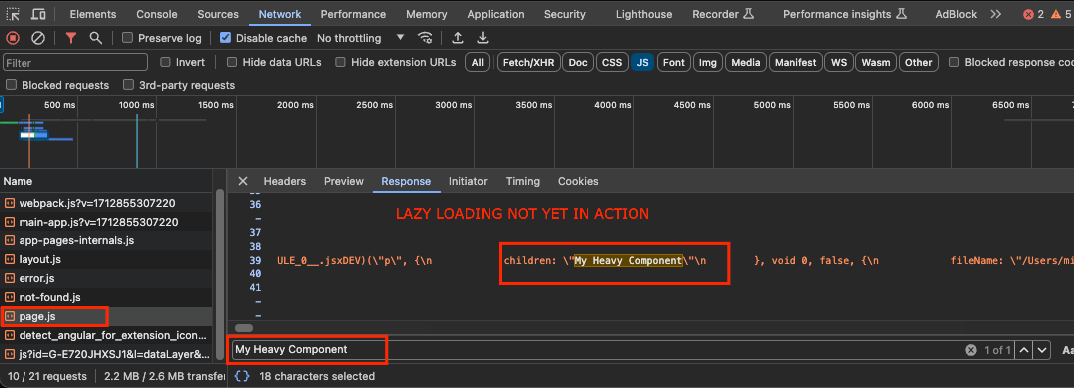 Elements Console Sources Network Performance Memory Application Security Lighthouse Recorder Performance insights AdBlock 2 5
Preserve log Disable cache No throttling
Filter Invert Hide data URLs Hide extension URLs All Fetch/XHR Doc CSS JS Font Img Media Manifest WS Wasm Other Blocked response coo
Blocked requests 3rd-party requests
500 ms 1000 ms 1500 ms 2000 ms 2500 ms 3000 ms 3500 ms 4000 ms 4500 ms 5000 ms 5500 ms 6000 ms 6500 ms
Name Headers Preview Response Initiator Timing Cookies
webpack.js?v=1712855307220
main-app.js?v=1712855307220
app-pages-internals.js
layout.js
error.js
not-found.js
page.js
detect_angular_for_extension_icon...
js?id=G-E720JHXSJ1&l=dataLayer&...
36
LAZY LOADING NOT YET IN ACTION
-
37
38
39 ULE_0__.jsxDEV)(\"p\", {\n children: \"My Heavy Component\"\n }, void 0, false, {\n fileName: \"/Users/mi
40
41
-
-
My Heavy Component 1 of 1 Aa
10 / 21 requests 2.2 MB / 2.6 MB transfe {} 18 characters selected